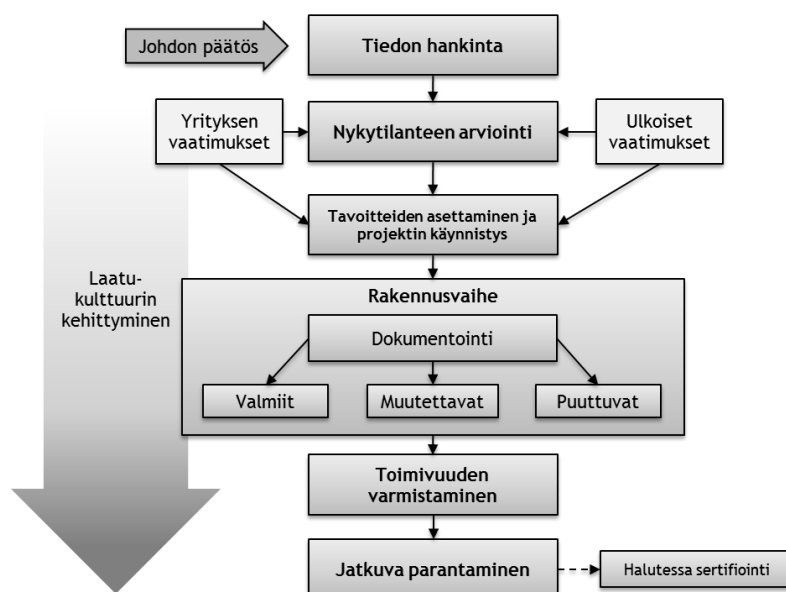 Johdon päätös
Tiedon hankinta
Yrityksen
vaatimukset
Nykytilanteen arviointi
Ulkoiset
vaatimukset
Tavoitteiden asettaminen ja
projektin käynnistys
Laatu-
kulttuurin
kehittyminen
Rakennusvaihe
Dokumentointi
Valmiit
Muutettavat
Puuttuvat
Toimivuuden
varmistaminen
Jatkuva parantaminen
Halutessa sertifiointi